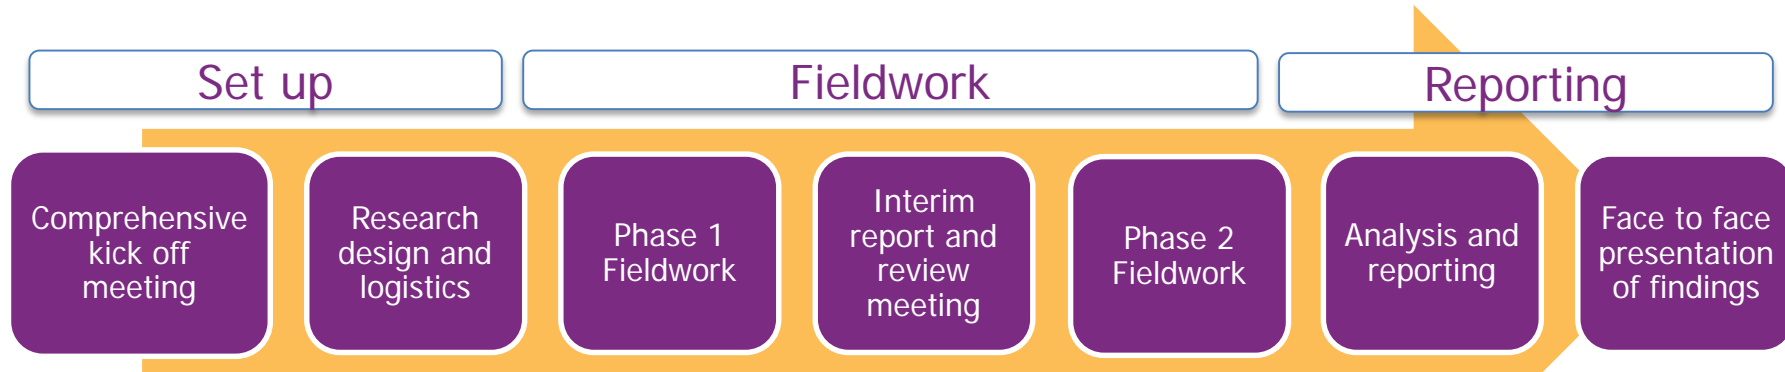 Set up
Fieldwork
Reporting
Comprehensive
kick off
meeting
Research
design and
logistics
Phase 1
Fieldwork
Interim
report and
review
meeting
Phase 2
Fieldwork
Analysis and
reporting
Face to face
presentation
of findings